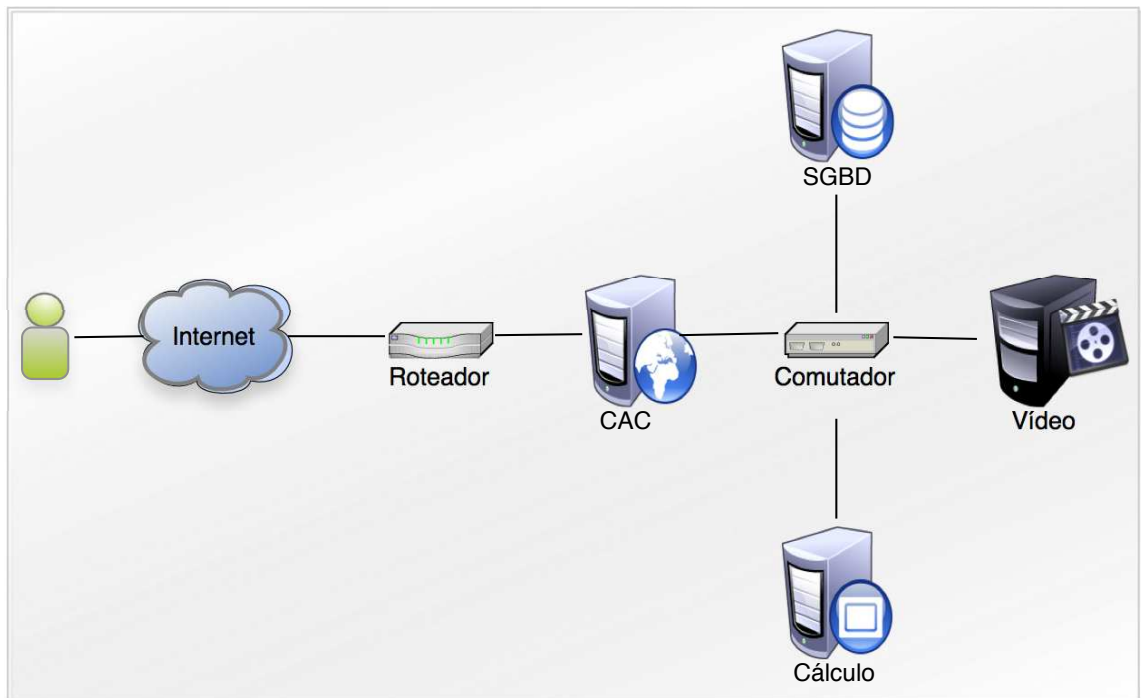 SGBD
Internet
Roteador
CAC
Comutador
Vídeo
Cálculo